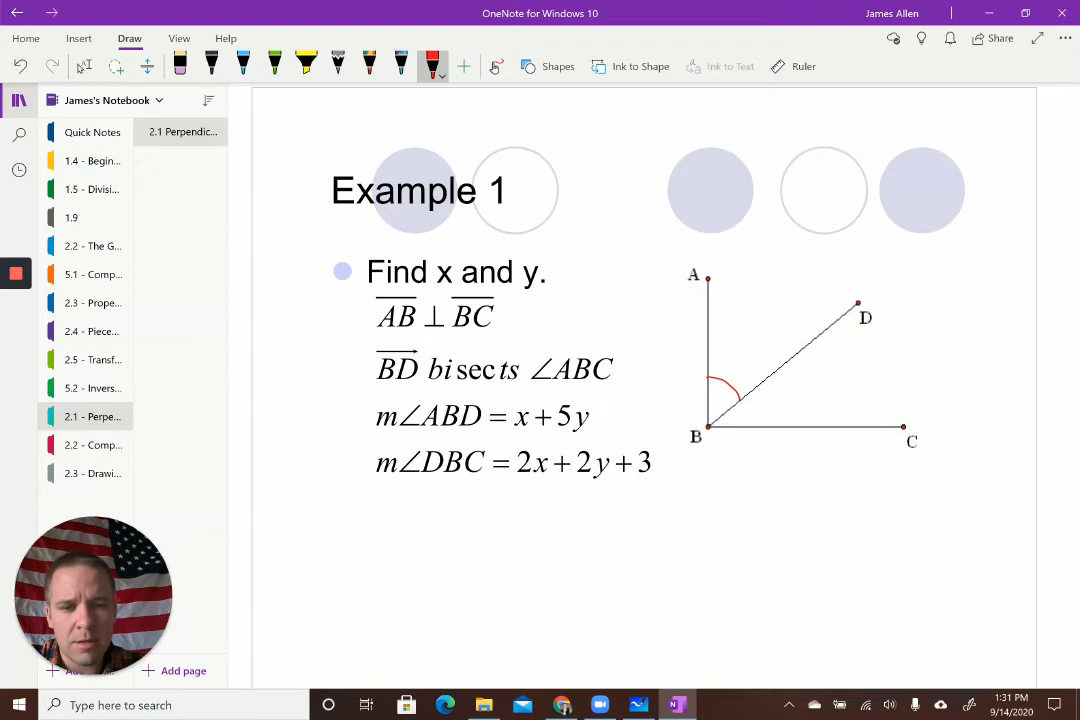 OneNote for Windows 10
James Allen
Home Insert Draw View Help
Share
Shapes Ink to Shape Ink to Text Ruler
James's Notebook
Quick Notes
1.4 - Begin...
1.5 - Divisi...
1.9
2.2 - The G...
5.1 - Comp...
2.3 - Prope...
2.4 - Piece...
2.5 - Transf...
5.2 - Invers...
2.1 - Perpe...
2.2 - Comp...
2.3 - Drawi...
2.1 Perpendic...
Example 1
Find x and y.
AB ⊥ BC
BD bisects ∠ABC
m∠ABD = x + 5y
m∠DBC = 2x + 2y + 3
A
D
B
C
Add page
Type here to search
1:31 PM
9/14/2020